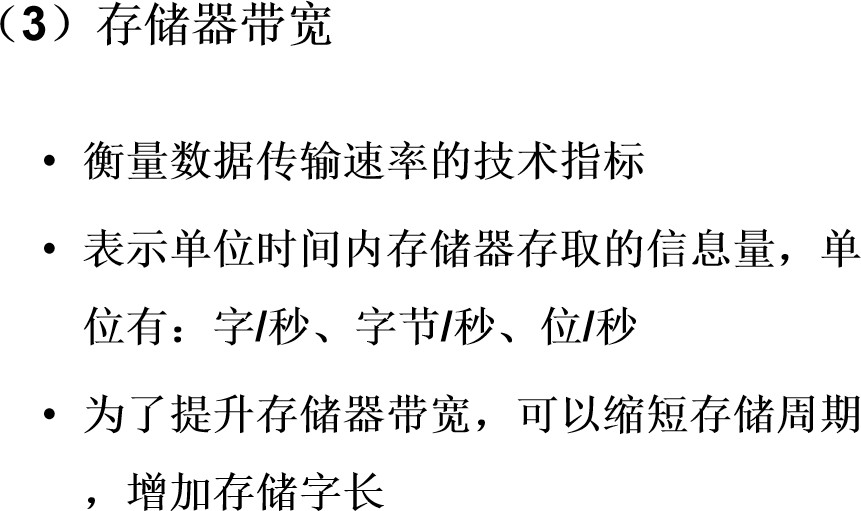 （3）存储器带宽
• 衡量数据传输速率的技术指标
• 表示单位时间内存储器存取的信息量，单
位有：字/秒、字节/秒、位/秒
• 为了提升存储器带宽，可以缩短存储周期
，增加存储字长